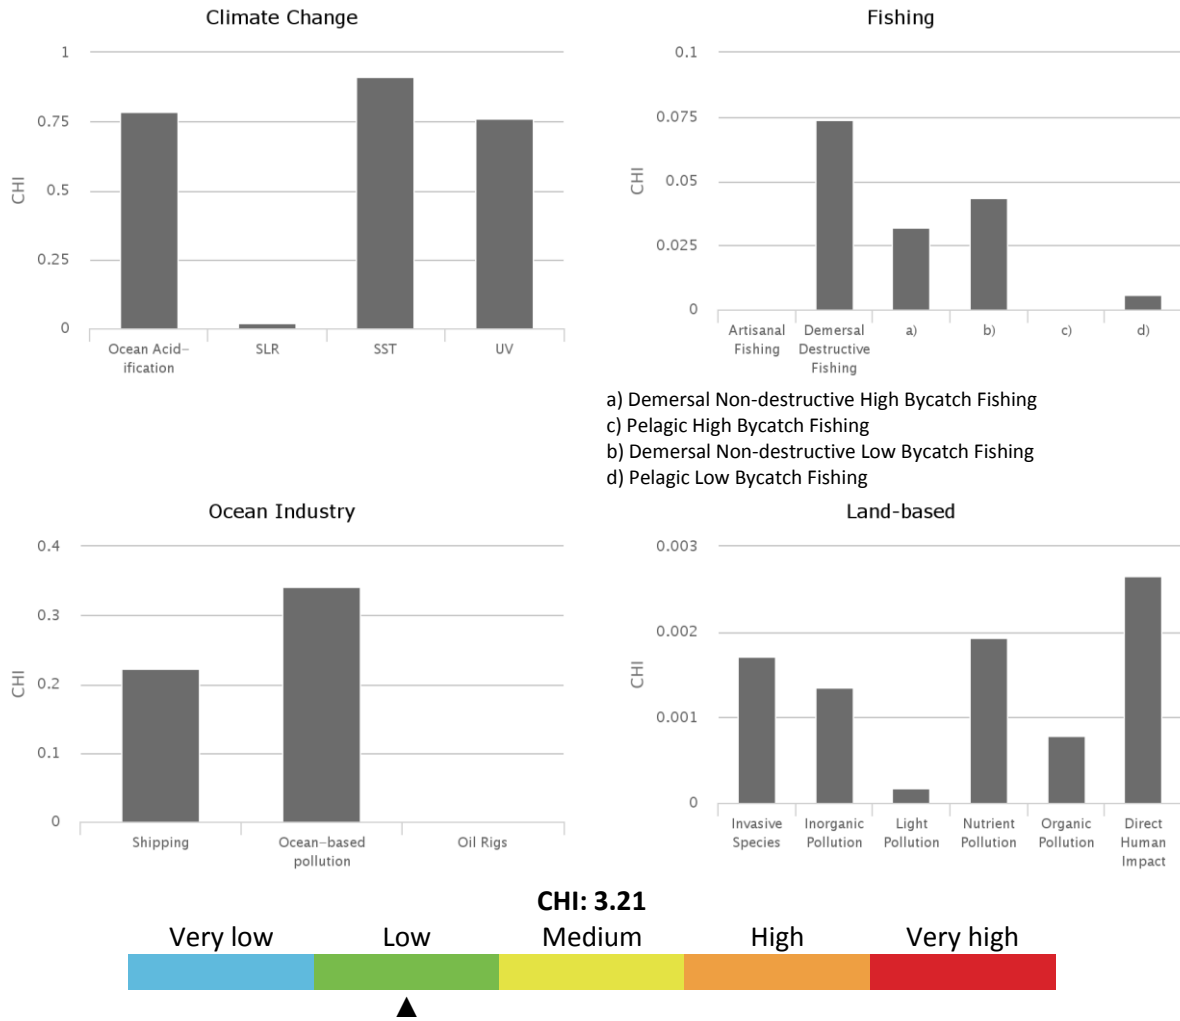 Climate Change
1
0.75
0.5
0.25
0
CHI
Ocean Acid–
ification
SLR
SST
UV
Fishing
0.1
0.075
0.05
0.025
0
CHI
Artisanal
Fishing
Demersal
Destructive
Fishing
a)
b)
c)
d)
a) Demersal Non-destructive High Bycatch Fishing
c) Pelagic High Bycatch Fishing
b) Demersal Non-destructive Low Bycatch Fishing
d) Pelagic Low Bycatch Fishing
Ocean Industry
0.4
0.3
0.2
0.1
0
CHI
Shipping
Ocean–based
pollution
Oil Rigs
Land-based
0.003
0.002
0.001
0
CHI
Invasive
Species
Inorganic
Pollution
Light
Pollution
Nutrient
Pollution
Organic
Pollution
Direct
Human
Impact
CHI: 3.21
Very low
Low
Medium
High
Very high